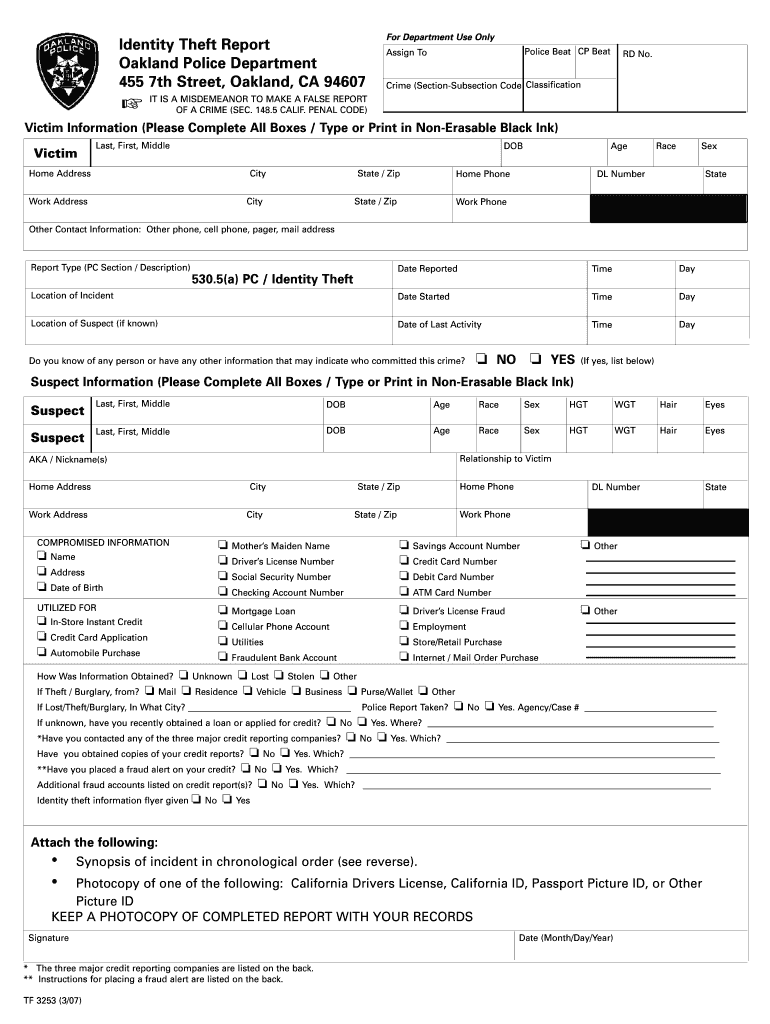 OAKLAND
POLICE
Identity Theft Report
Oakland Police Department
455 7th Street, Oakland, CA 94607
IT IS A MISDEMEANOR TO MAKE A FALSE REPORT
OF A CRIME (SEC. 148.5 CALIF. PENAL CODE)
For Department Use Only
Assign To Police Beat CP Beat RD No.
Crime (Section-Subsection Code Classification
Victim Information (Please Complete All Boxes / Type or Print in Non-Erasable Black Ink)
Victim Last, First, Middle DOB Age Race Sex
Home Address City State / Zip Home Phone DL Number State
Work Address City State / Zip Work Phone
Other Contact Information: Other phone, cell phone, pager, mail address
Report Type (PC Section / Description) Date Reported Time Day
530.5(a) PC / Identity Theft
Location of Incident Date Started Time Day
Location of Suspect (if known) Date of Last Activity Time Day
Do you know of any person or have any other information that may indicate who committed this crime? ❏ NO ❏ YES (If yes, list below)
Suspect Information (Please Complete All Boxes / Type or Print in Non-Erasable Black Ink)
Suspect Last, First, Middle DOB Age Race Sex HGT WGT Hair Eyes
Suspect Last, First, Middle DOB Age Race Sex HGT WGT Hair Eyes
AKA / Nickname(s) Relationship to Victim
Home Address City State / Zip Home Phone DL Number State
Work Address City State / Zip Work Phone
COMPROMISED INFORMATION
❏ Name
❏ Address
❏ Date of Birth
❏ Mother's Maiden Name
❏ Driver's License Number
❏ Social Security Number
❏ Checking Account Number
❏ Savings Account Number
❏ Credit Card Number
❏ Debit Card Number
❏ ATM Card Number
❏ Other
UTILIZED FOR
❏ In-Store Instant Credit
❏ Credit Card Application
❏ Automobile Purchase
❏ Mortgage Loan
❏ Cellular Phone Account
❏ Utilities
❏ Fraudulent Bank Account
❏ Driver's License Fraud
❏ Employment
❏ Store/Retail Purchase
❏ Internet / Mail Order Purchase
❏ Other
How Was Information Obtained? ❏ Unknown ❏ Lost ❏ Stolen ❏ Other
If Theft / Burglary, from? ❏ Mail ❏ Residence ❏ Vehicle ❏ Business ❏ Purse/Wallet ❏ Other
If Lost/Theft/Burglary, In What City? Police Report Taken? ❏ No ❏ Yes. Agency/Case #
If unknown, have you recently obtained a loan or applied for credit? ❏ No ❏ Yes. Where?
*Have you contacted any of the three major credit reporting companies? ❏ No ❏ Yes. Which?
Have you obtained copies of your credit reports? ❏ No ❏ Yes. Which?
**Have you placed a fraud alert on your credit? ❏ No ❏ Yes. Which?
Additional fraud accounts listed on credit report(s)? ❏ No ❏ Yes. Which?
Identity theft information flyer given ❏ No ❏ Yes
Attach the following:
• Synopsis of incident in chronological order (see reverse).
• Photocopy of one of the following: California Drivers License, California ID, Passport Picture ID, or Other
Picture ID
KEEP A PHOTOCOPY OF COMPLETED REPORT WITH YOUR RECORDS
Signature Date (Month/Day/Year)
* The three major credit reporting companies are listed on the back.
** Instructions for placing a fraud alert are listed on the back.
TF 3253 (3/07)